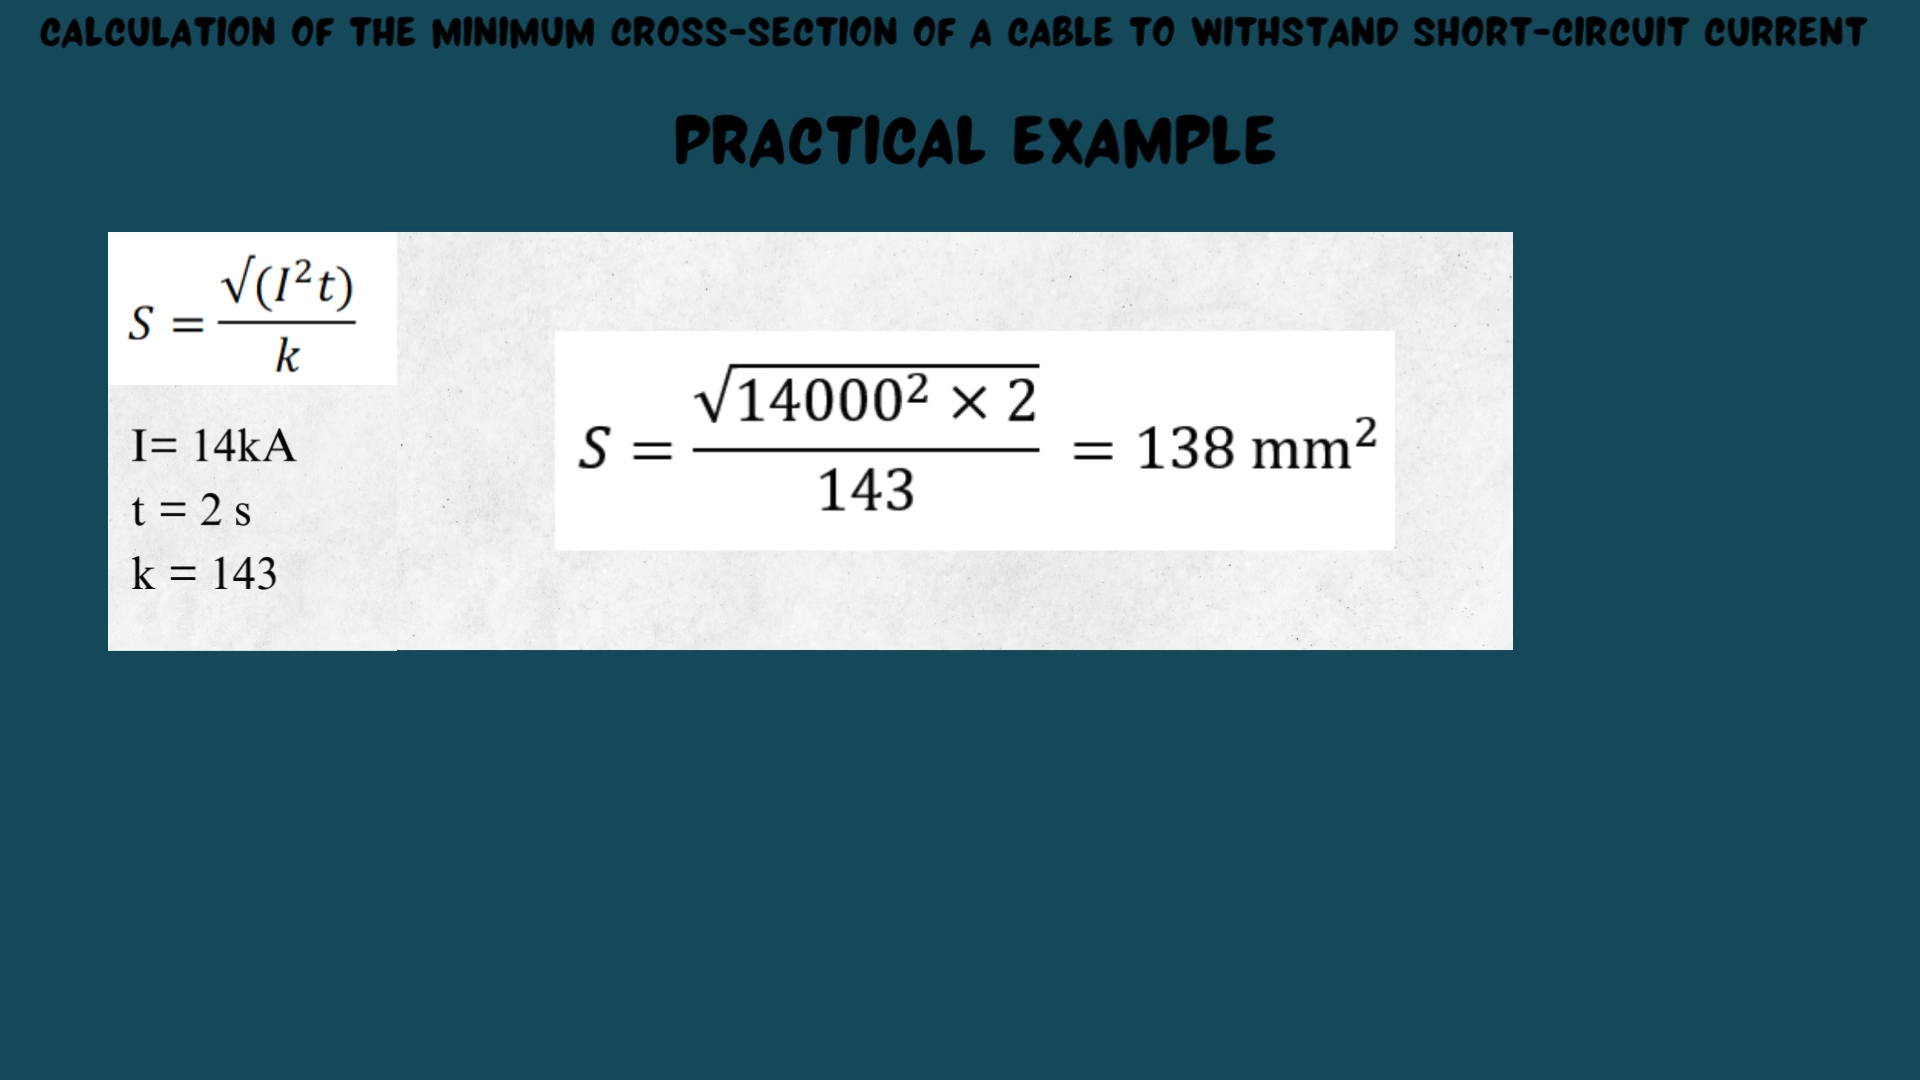 CALCULATION OF THE MINIMUM CROSS-SECTION OF A CABLE TO WITHSTAND SHORT-CIRCUIT CURRENT
PRACTICAL EXAMPLE
S = √(I²t) / k
I= 14kA
t = 2 s
k = 143
S = √14000² × 2 / 143 = 138 mm²